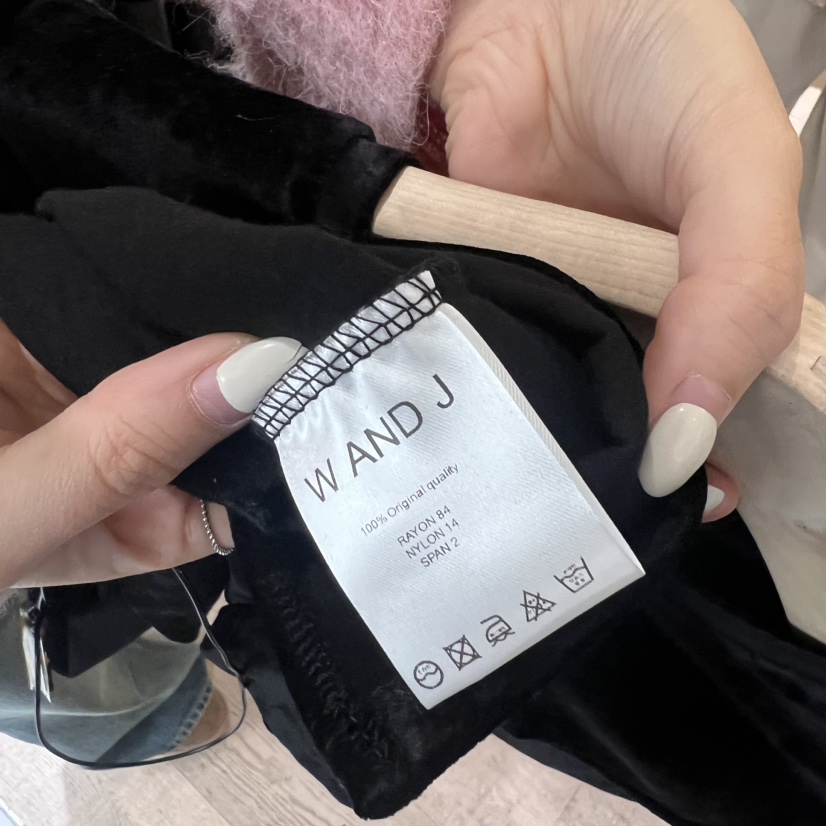 W AND J
100% Original quality
RAYON 84
NYLON 14
SPAN 2